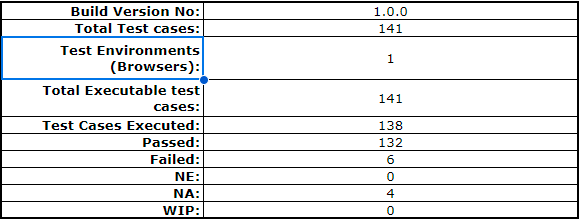 Build Version No: 1.0.0
Total Test cases: 141
Test Environments
(Browsers): 1
Total Executable test
cases: 141
Test Cases Executed: 138
Passed: 132
Failed: 6
NE: 0
NA: 4
WIP: 0